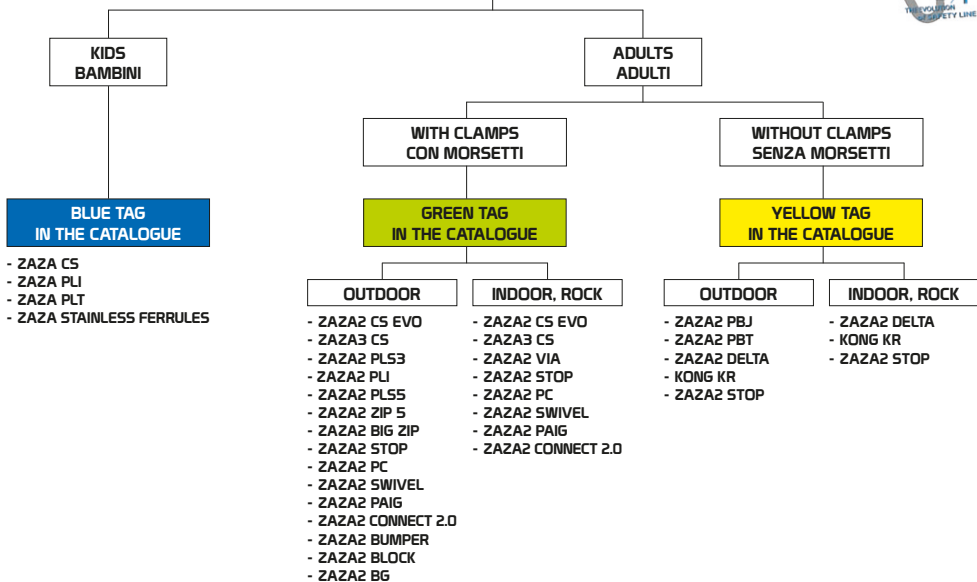 THE EVOLUTION
OF SAFETY LINE
KIDS
BAMBINI
ADULTS
ADULTI
WITH CLAMPS
CON MORSETTI
WITHOUT CLAMPS
SENZA MORSETTI
BLUE TAG
IN THE CATALOGUE
GREEN TAG
IN THE CATALOGUE
YELLOW TAG
IN THE CATALOGUE
- ZAZA CS
- ZAZA PLI
- ZAZA PLT
- ZAZA STAINLESS FERRULES
OUTDOOR
- ZAZA2 CS EVO
- ZAZA3 CS
- ZAZA2 PLS3
- ZAZA2 PLI
- ZAZA2 PLS5
- ZAZA2 ZIP 5
- ZAZA2 BIG ZIP
- ZAZA2 STOP
- ZAZA2 PC
- ZAZA2 SWIVEL
- ZAZA2 PAIG
- ZAZA2 CONNECT 2.0
- ZAZA2 BUMPER
- ZAZA2 BLOCK
- ZAZA2 BG
INDOOR, ROCK
- ZAZA2 CS EVO
- ZAZA3 CS
- ZAZA2 VIA
- ZAZA2 STOP
- ZAZA2 PC
- ZAZA2 SWIVEL
- ZAZA2 PAIG
- ZAZA2 CONNECT 2.0
OUTDOOR
- ZAZA2 PBJ
- ZAZA2 PBT
- ZAZA2 DELTA
- KONG KR
- ZAZA2 STOP
INDOOR, ROCK
- ZAZA2 DELTA
- KONG KR
- ZAZA2 STOP